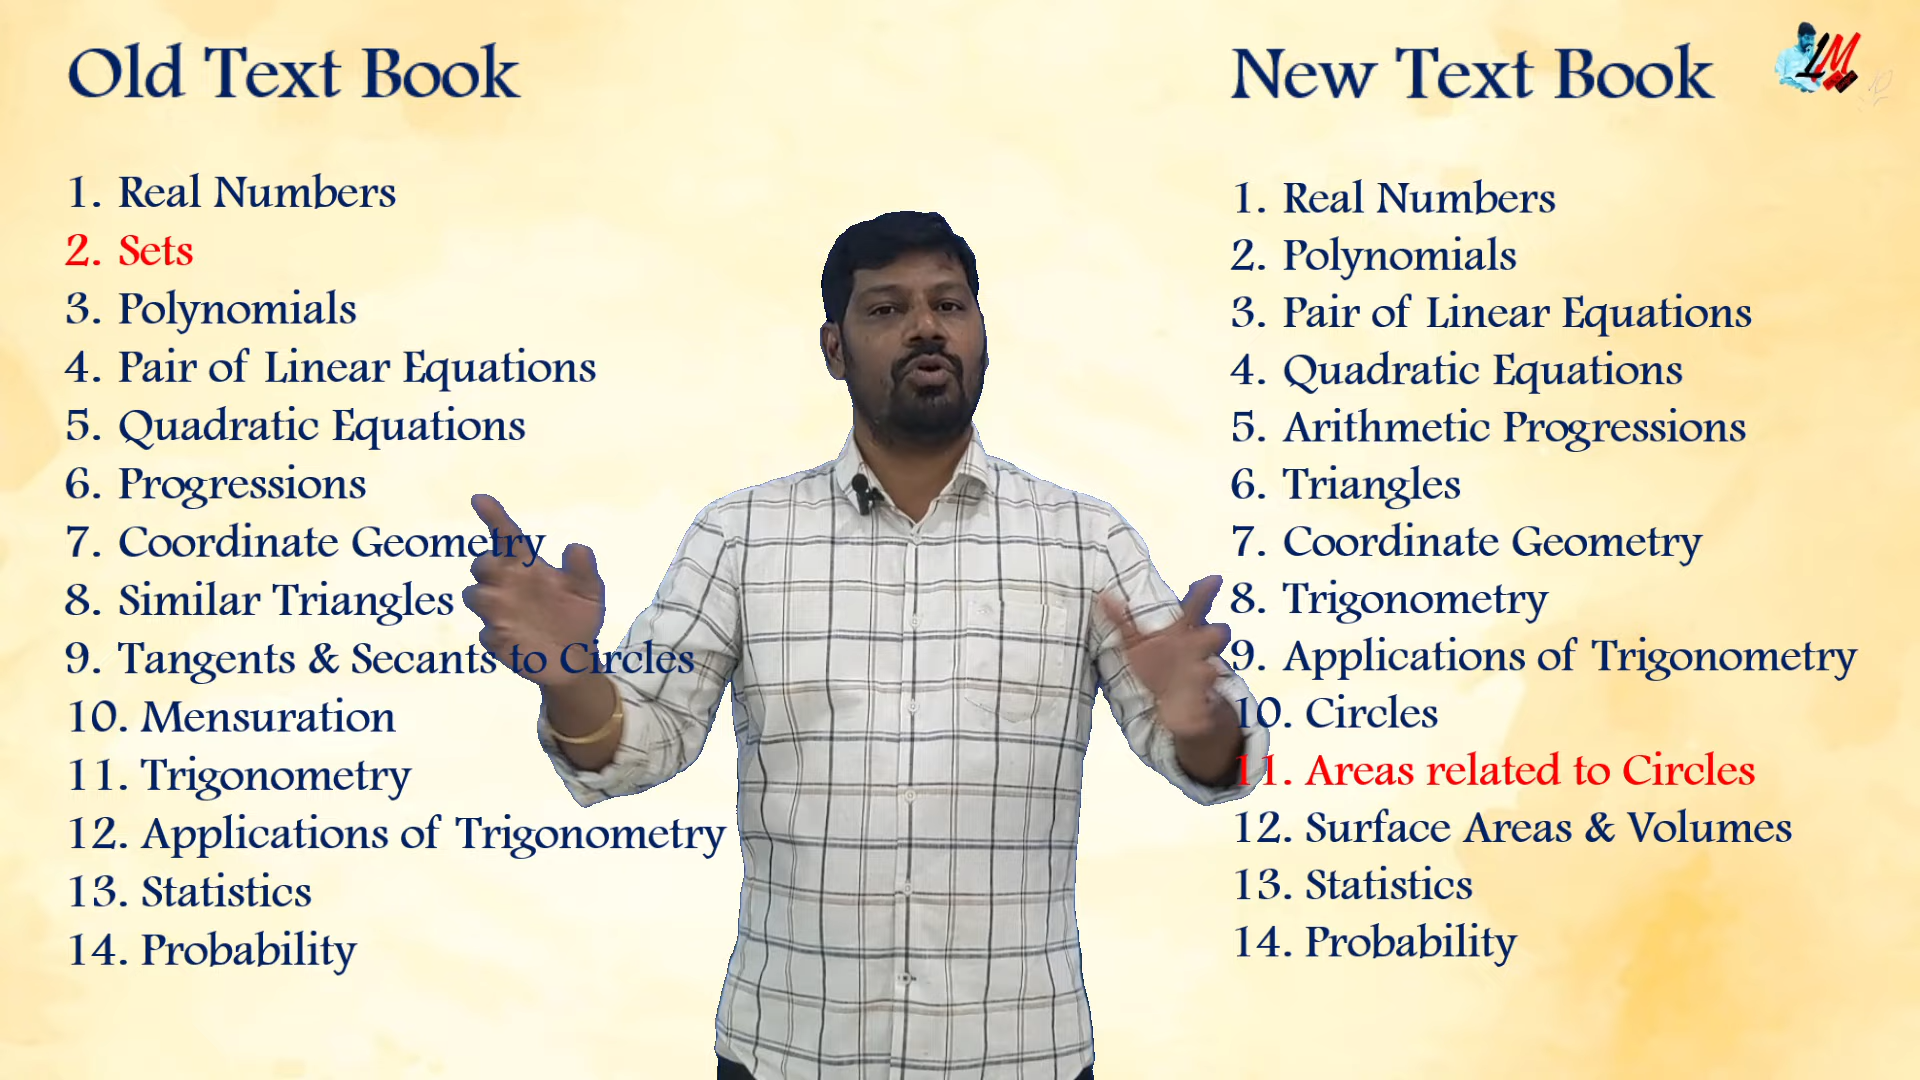 Old Text Book
1. Real Numbers
2. Sets
3. Polynomials
4. Pair of Linear Equations
5. Quadratic Equations
6. Progressions
7. Coordinate Geometry
8. Similar Triangles
9. Tangents & Secants to Circles
10. Mensuration
11. Trigonometry
12. Applications of Trigonometry
13. Statistics
14. Probability
New Text Book
LM
1. Real Numbers
2. Polynomials
3. Pair of Linear Equations
4. Quadratic Equations
5. Arithmetic Progressions
6. Triangles
7. Coordinate Geometry
8. Trigonometry
9. Applications of Trigonometry
10. Circles
11. Areas related to Circles
12. Surface Areas & Volumes
13. Statistics
14. Probability